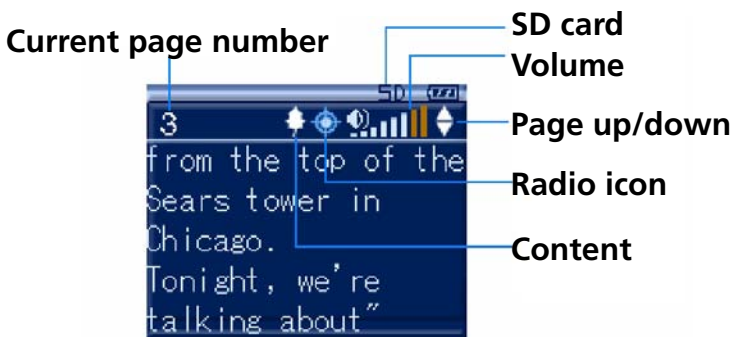 Current page number
SD card
Volume
Page up/down
Radio icon
Content
SD
3
from the top of the
Sears tower in
Chicago.
Tonight, we're
talking about"